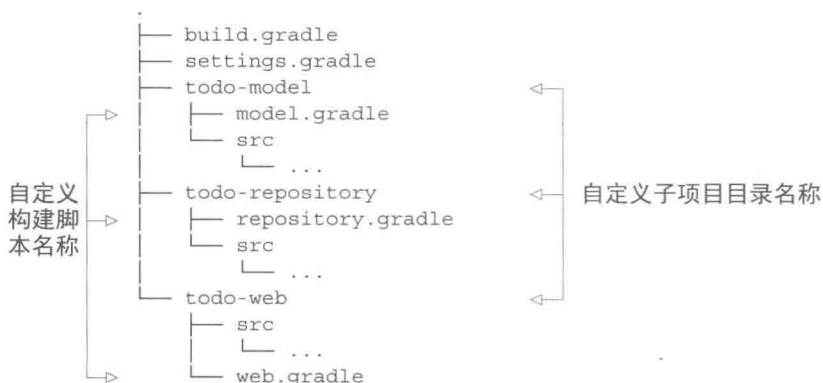 .
├── build.gradle
├── settings.gradle
├── todo-model
│   ├── model.gradle
│   └── src
│       └── ...
├── todo-repository
│   ├── repository.gradle
│   └── src
│       └── ...
└── todo-web
    ├── src
    │   └── ...
    └── web.gradle
自定义
构建脚
本名称
自定义子项目目录名称